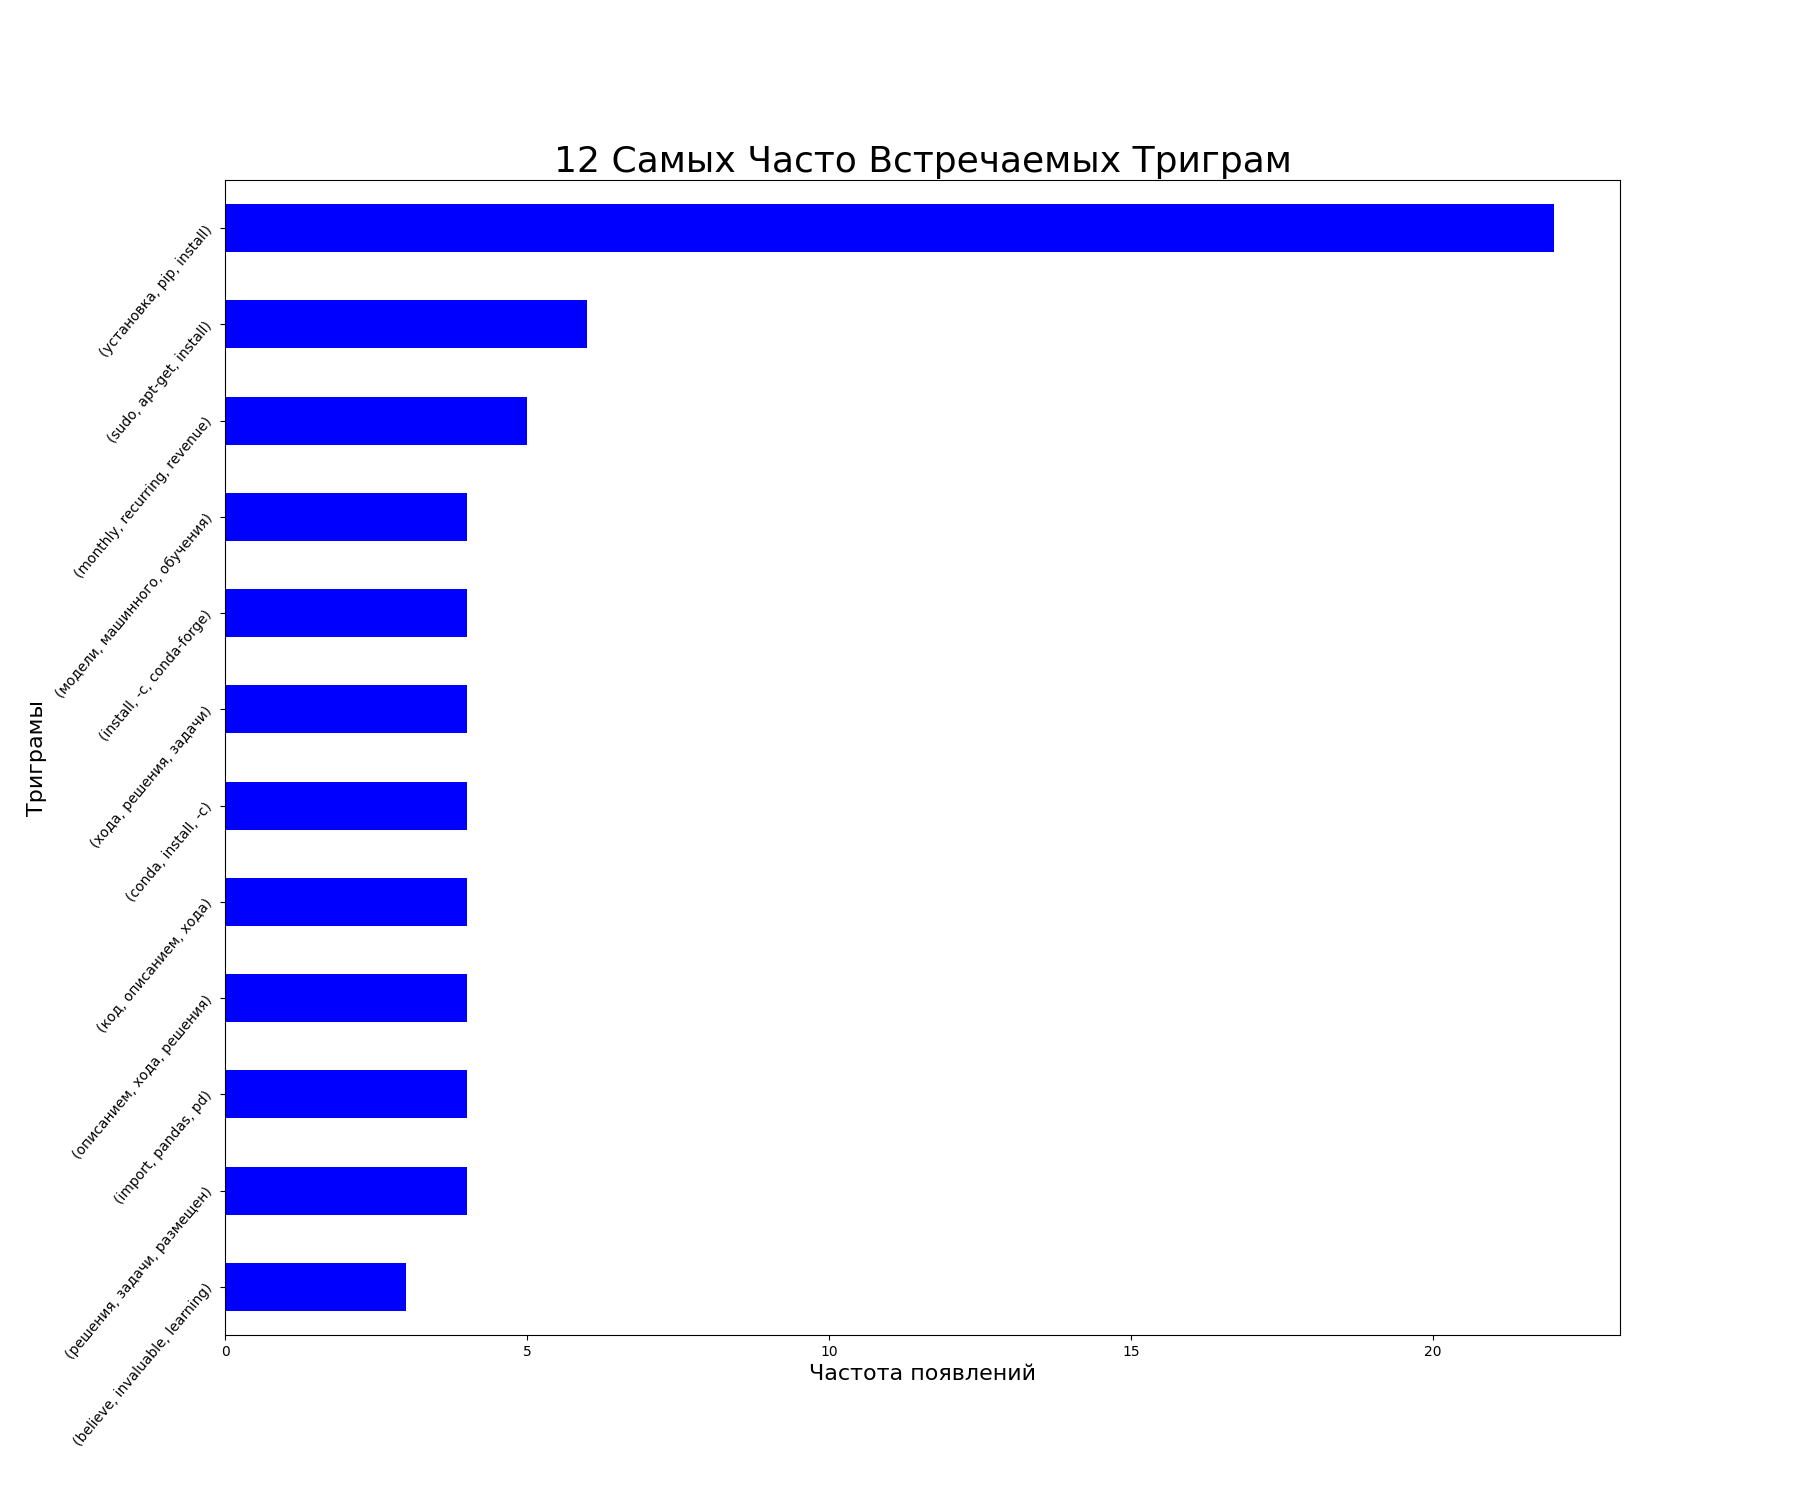 12 Самых Часто Встречаемых Триграм
(установка, pip, install)
(sudo, apt-get, install)
(monthly, recurring, revenue)
(модели, машинного, обучения)
(install, -c, conda-forge)
(хода, решения, задачи)
(conda, install, -c)
(код, описанием, хода)
(описанием, хода, решения)
(import, pandas, pd)
(решения, задачи, размещен)
(believe, invaluable, learning)
Триграмы
0 5 10 15 20
Частота появлений